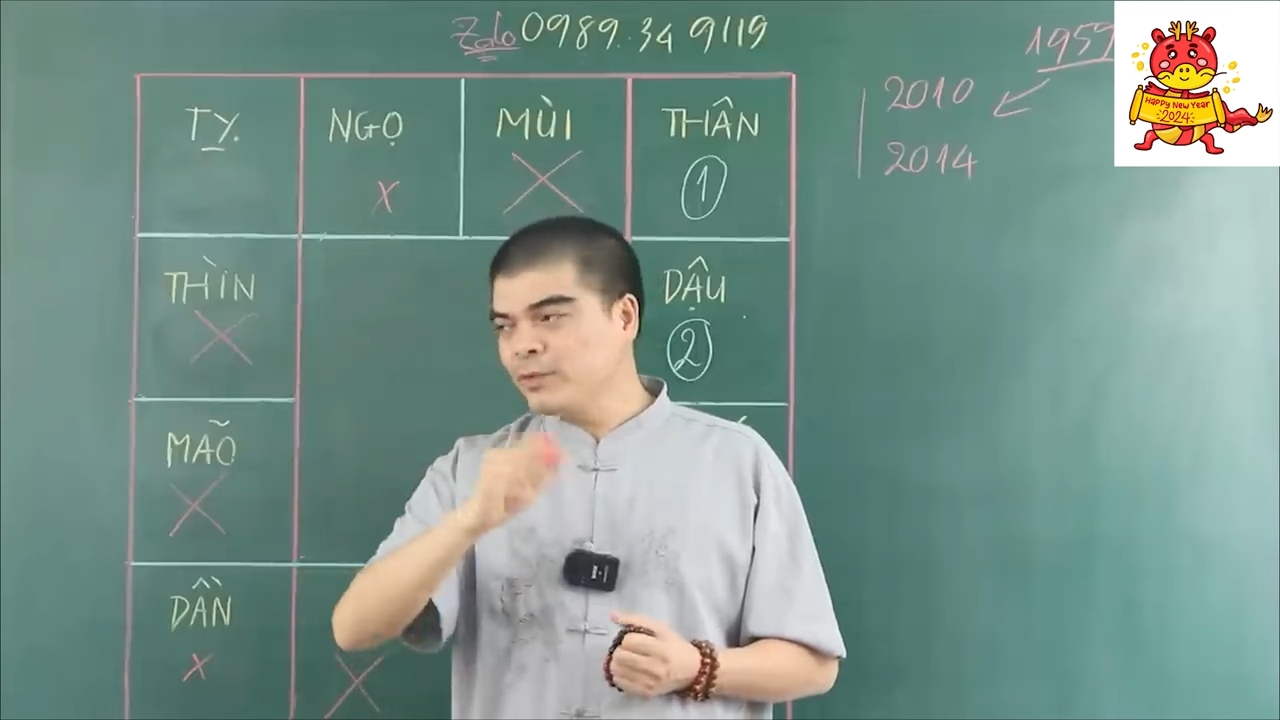 Zalo 0989.34 9119
1959
2010
2014
TỴ
NGỌ
X
MÙI
X
THÂN
1
THÌN
X
DẬU
2
MÃO
X
DẦN
X
X
Happy New Year
2024